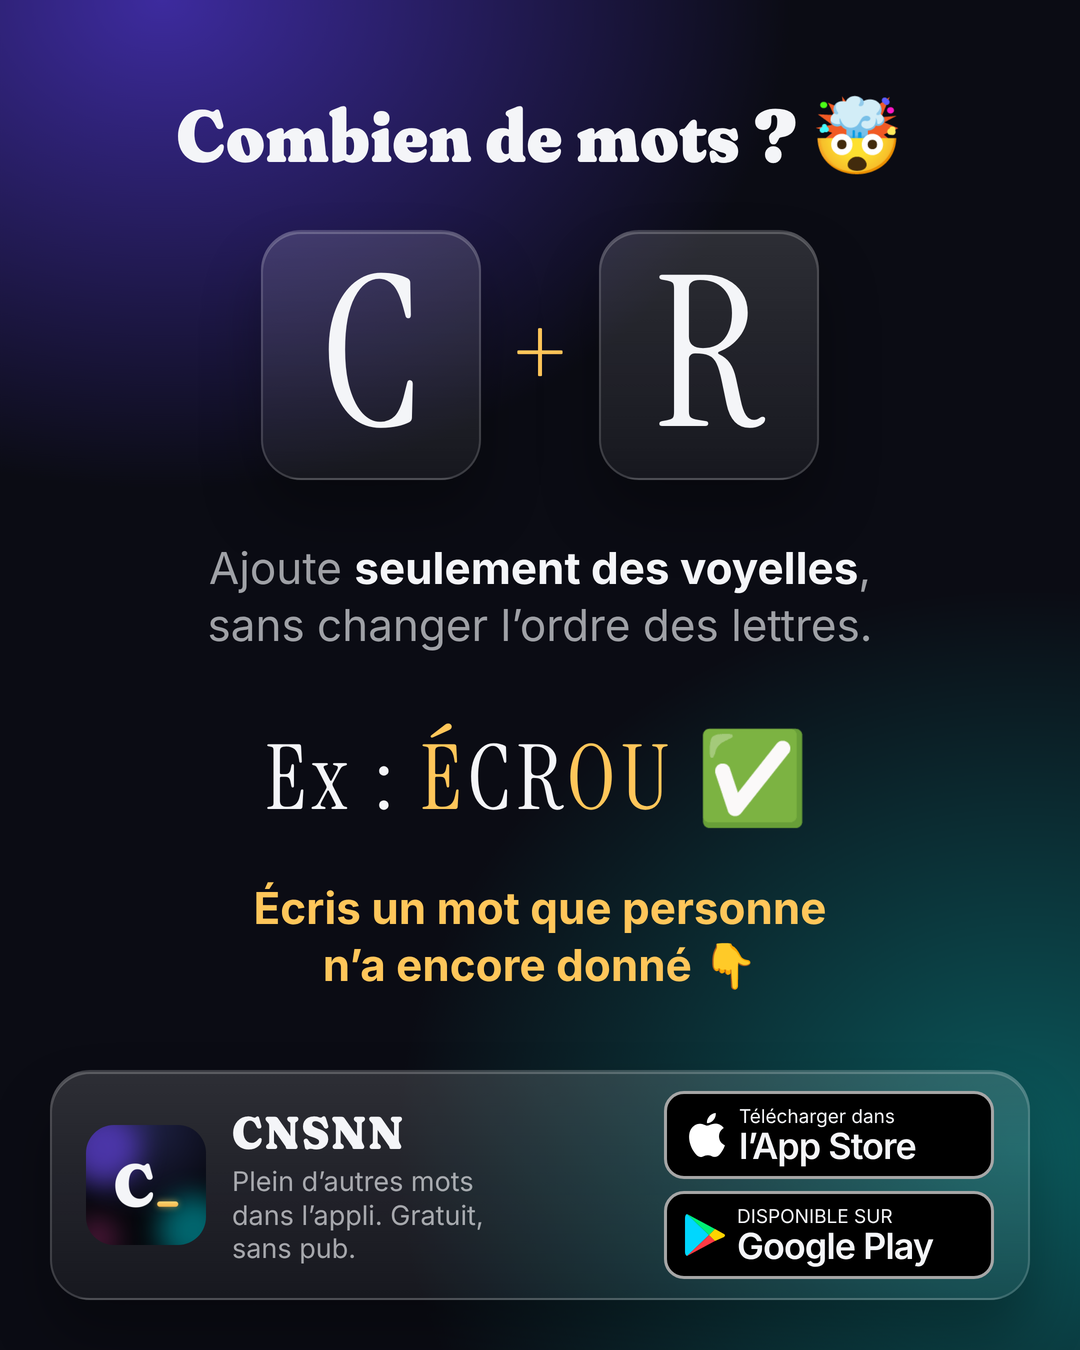 Combien de mots ? 🤯
C + R
Ajoute seulement des voyelles,
sans changer l’ordre des lettres.
Ex : ÉCROU ✅
Écris un mot que personne
n’a encore donné 👇
C_
CNSNN
Plein d’autres mots
dans l’appli. Gratuit,
sans pub.
Télécharger dans
l’App Store
DISPONIBLE SUR
Google Play